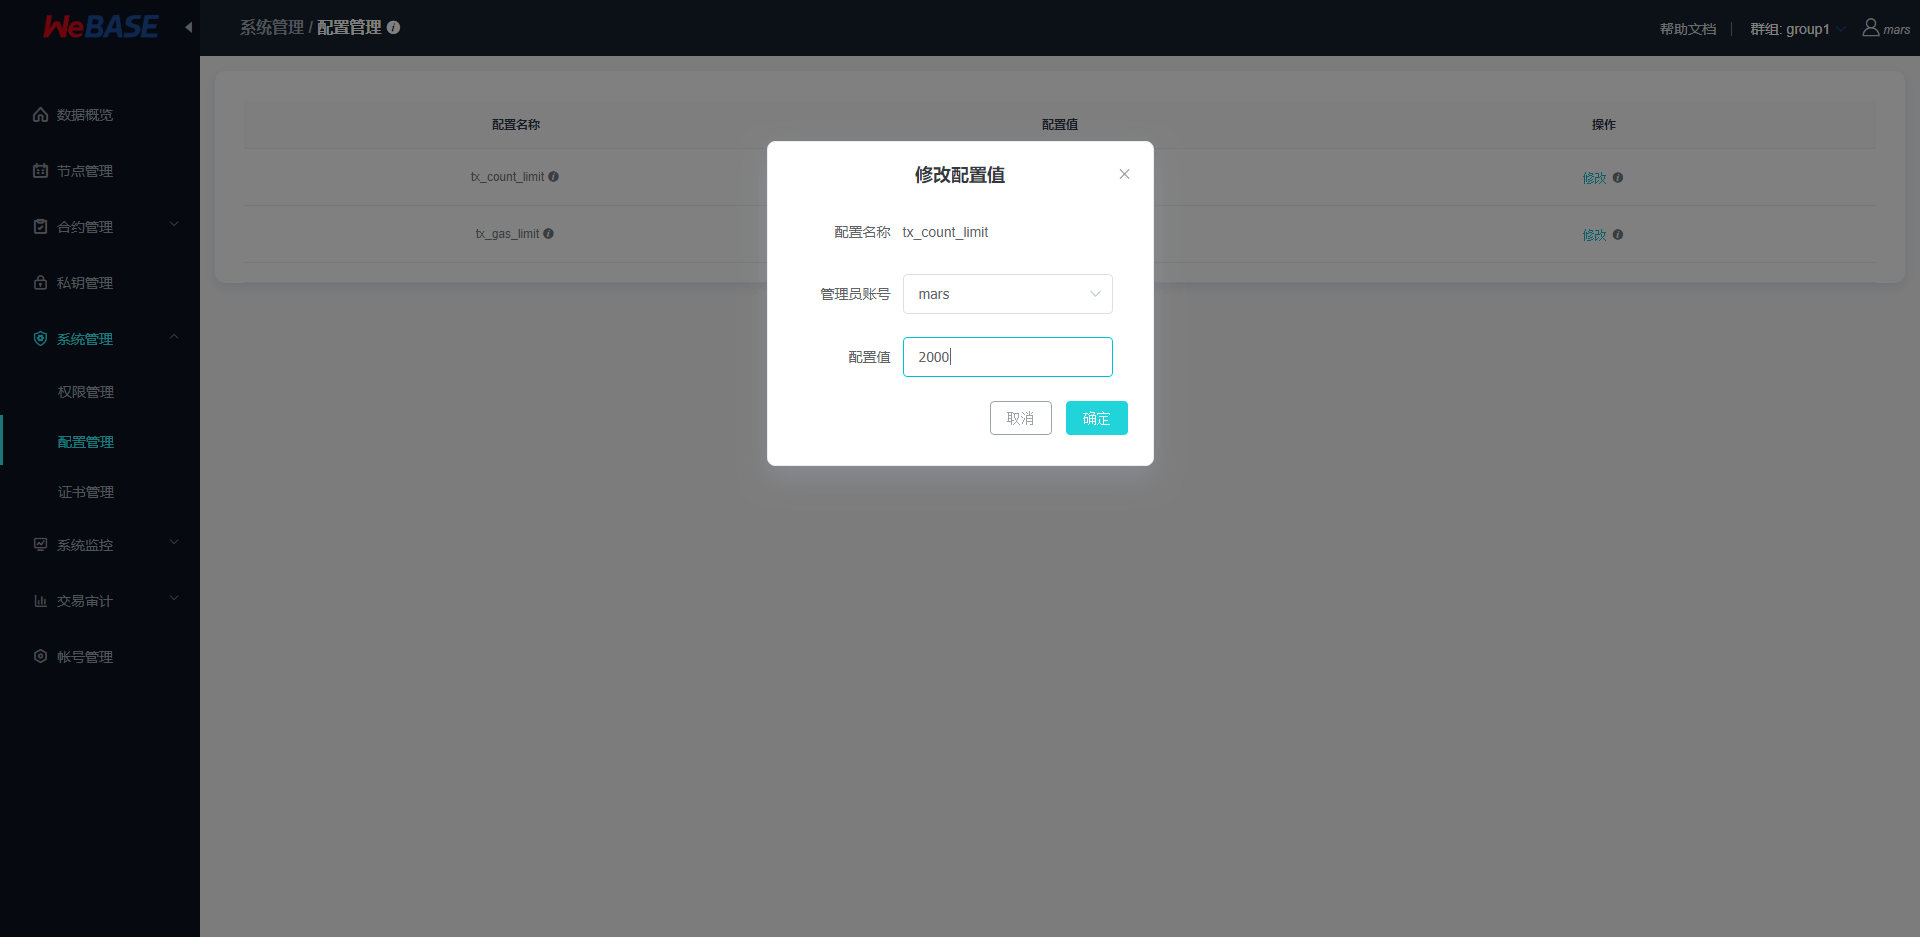 WeBASE
系统管理 / 配置管理
帮助文档
群组: group1
mars
数据概览
节点管理
合约管理
私钥管理
系统管理
权限管理
配置管理
证书管理
系统监控
交易审计
帐号管理
配置名称 配置值 操作
tx_count_limit 修改
tx_gas_limit 修改
修改配置值
配置名称 tx_count_limit
管理员账号 mars
配置值 2000
取消 确定